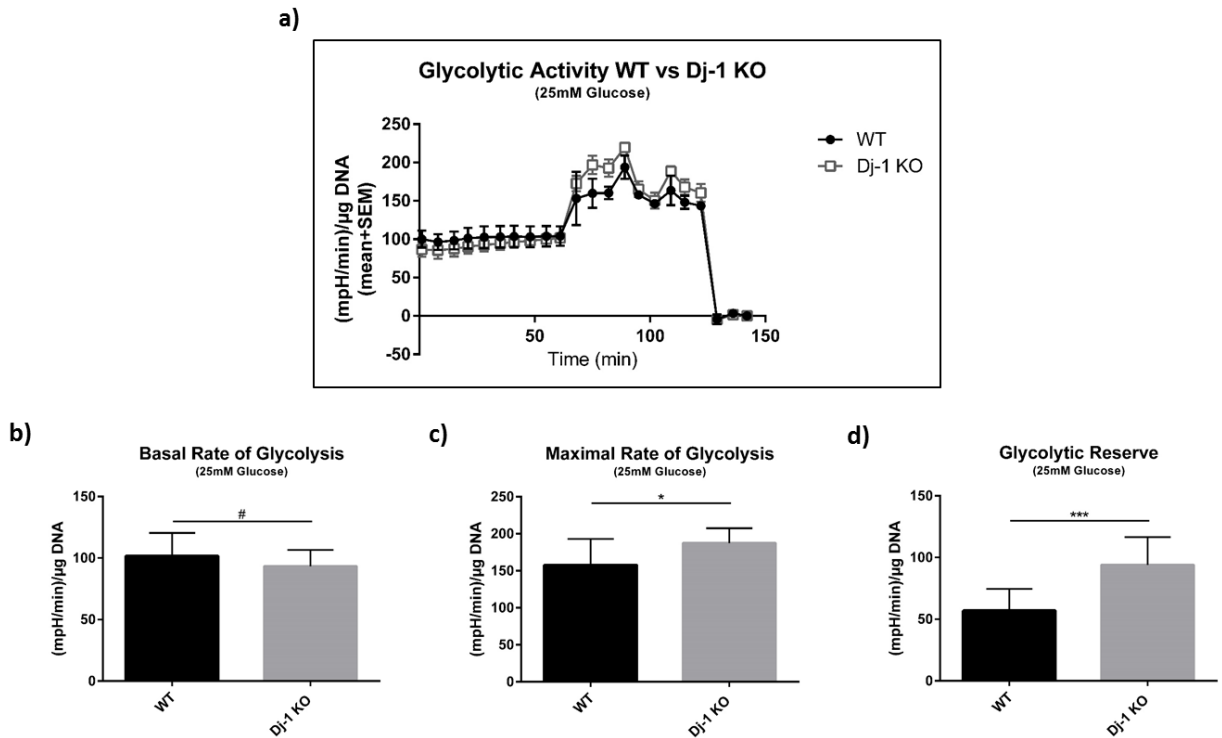 a)
Glycolytic Activity WT vs Dj-1 KO
(25mM Glucose)
(mpH/min)/µg DNA
(mean+SEM)
250
200
150
100
50
0
-50
50
100
150
Time (min)
WT
Dj-1 KO
b)
Basal Rate of Glycolysis
(25mM Glucose)
(mpH/min)/µg DNA
150
100
50
0
#
WT
Dj-1 KO
c)
Maximal Rate of Glycolysis
(25mM Glucose)
(mpH/min)/µg DNA
250
200
150
100
50
0
*
WT
Dj-1 KO
d)
Glycolytic Reserve
(25mM Glucose)
(mpH/min)/µg DNA
150
100
50
0
***
WT
Dj-1 KO